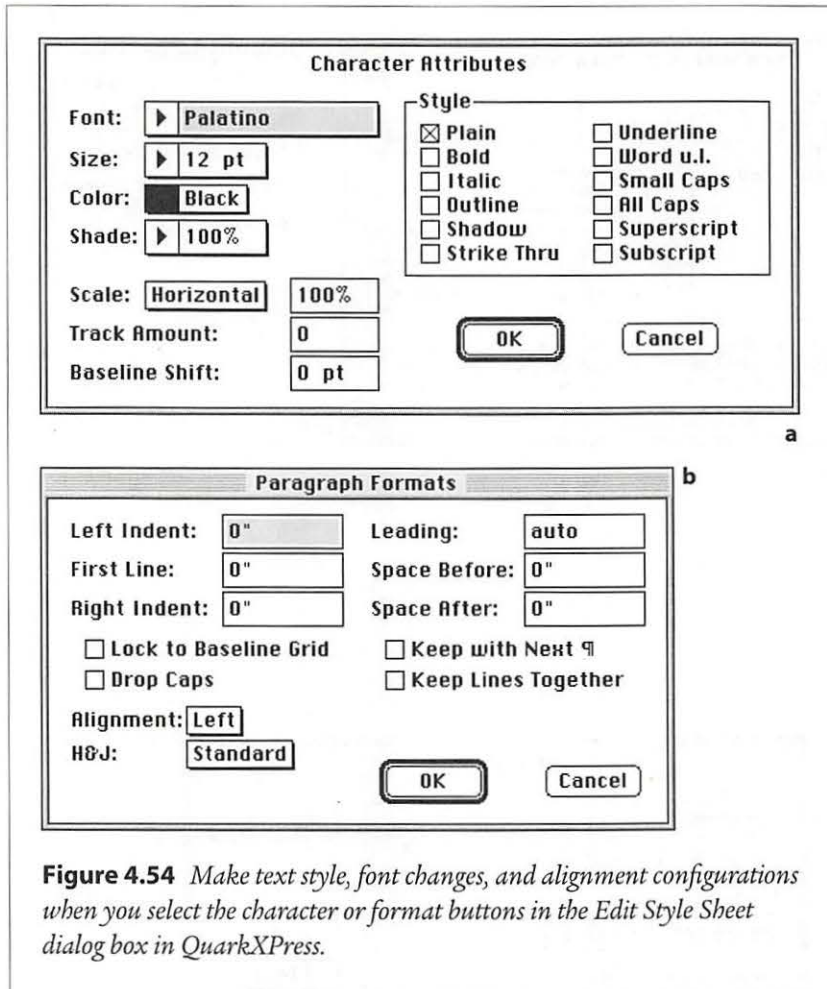 Character Attributes
Font: Palatino
Size: 12 pt
Color: Black
Shade: 100%
Scale: Horizontal 100%
Track Amount: 0
Baseline Shift: 0 pt
Style
Plain
Bold
Italic
Outline
Shadow
Strike Thru
Underline
Word u.l.
Small Caps
All Caps
Superscript
Subscript
OK Cancel
a
b
Paragraph Formats
Left Indent: 0"
First Line: 0"
Right Indent: 0"
Leading: auto
Space Before: 0"
Space After: 0"
Lock to Baseline Grid
Drop Caps
Keep with Next ¶
Keep Lines Together
Alignment: Left
H&J: Standard
OK Cancel
Figure 4.54 Make text style, font changes, and alignment configurations
when you select the character or format buttons in the Edit Style Sheet
dialog box in QuarkXPress.